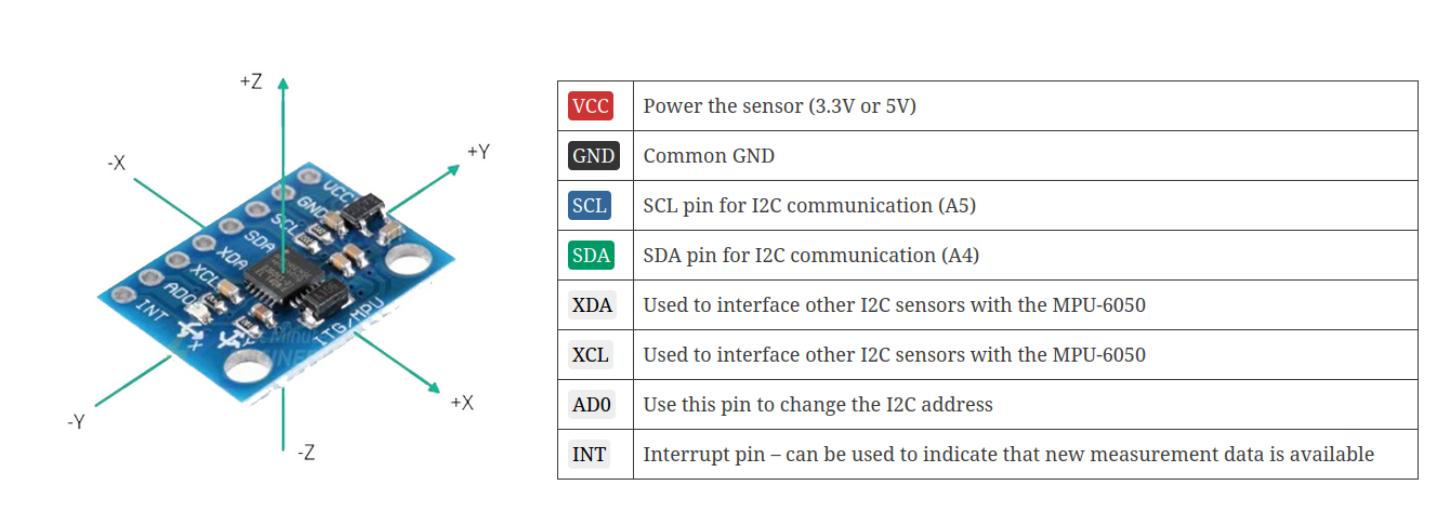 +Z
-X
+Y
VCC
GND
SCL
SDA
XDA
XCL
ADO
INT
X
Y
ITG/MPU
-Y
+X
-Z
VCC Power the sensor (3.3V or 5V)
GND Common GND
SCL SCL pin for I2C communication (A5)
SDA SDA pin for I2C communication (A4)
XDA Used to interface other I2C sensors with the MPU-6050
XCL Used to interface other I2C sensors with the MPU-6050
AD0 Use this pin to change the I2C address
INT Interrupt pin – can be used to indicate that new measurement data is available